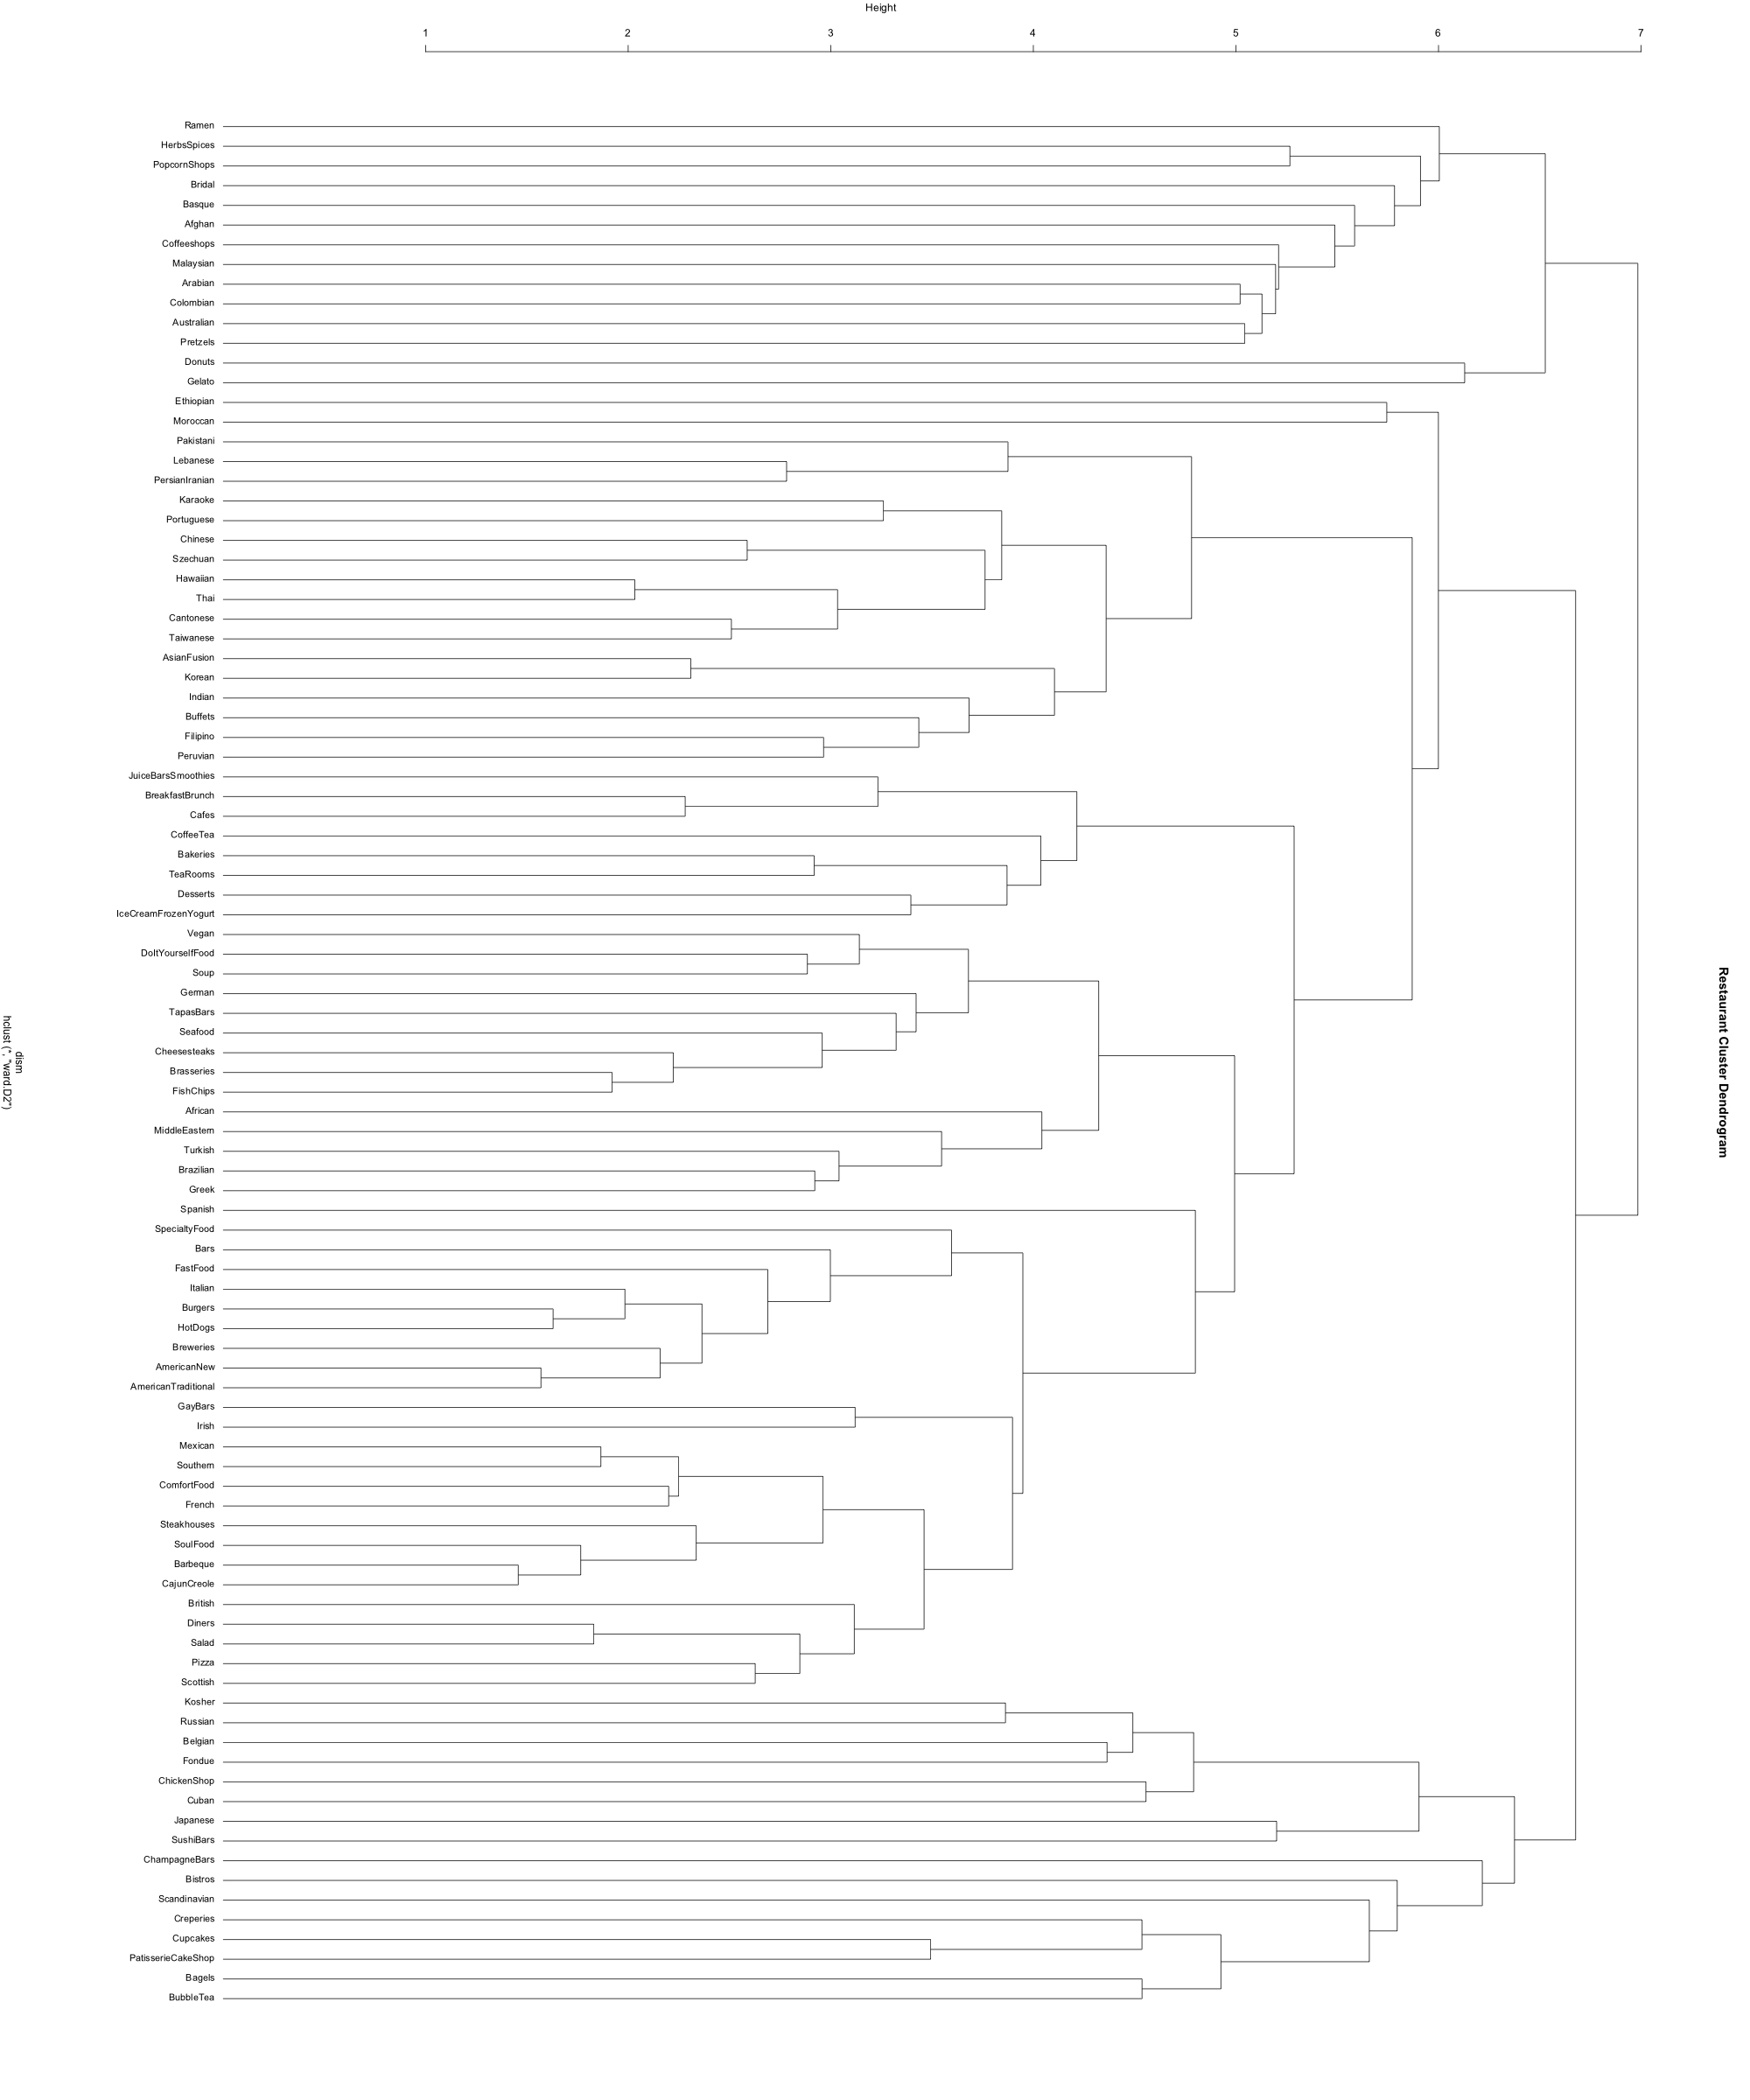 Height
1 2 3 4 5 6 7
Ramen
HerbsSpices
PopcornShops
Bridal
Basque
Afghan
Coffeeshops
Malaysian
Arabian
Colombian
Australian
Pretzels
Donuts
Gelato
Ethiopian
Moroccan
Pakistani
Lebanese
PersianIranian
Karaoke
Portuguese
Chinese
Szechuan
Hawaiian
Thai
Cantonese
Taiwanese
AsianFusion
Korean
Indian
Buffets
Filipino
Peruvian
JuiceBarsSmoothies
BreakfastBrunch
Cafes
CoffeeTea
Bakeries
TeaRooms
Desserts
IceCreamFrozenYogurt
Vegan
DoItYourselfFood
Soup
German
TapasBars
Seafood
Cheesesteaks
Brasseries
FishChips
African
MiddleEastern
Turkish
Brazilian
Greek
Spanish
SpecialtyFood
Bars
FastFood
Italian
Burgers
HotDogs
Breweries
AmericanNew
AmericanTraditional
GayBars
Irish
Mexican
Southern
ComfortFood
French
Steakhouses
SoulFood
Barbeque
CajunCreole
British
Diners
Salad
Pizza
Scottish
Kosher
Russian
Belgian
Fondue
ChickenShop
Cuban
Japanese
SushiBars
ChampagneBars
Bistros
Scandinavian
Creperies
Cupcakes
PatisserieCakeShop
Bagels
BubbleTea
Restaurant Cluster Dendrogram
dism
hclust (*, "ward.D2")